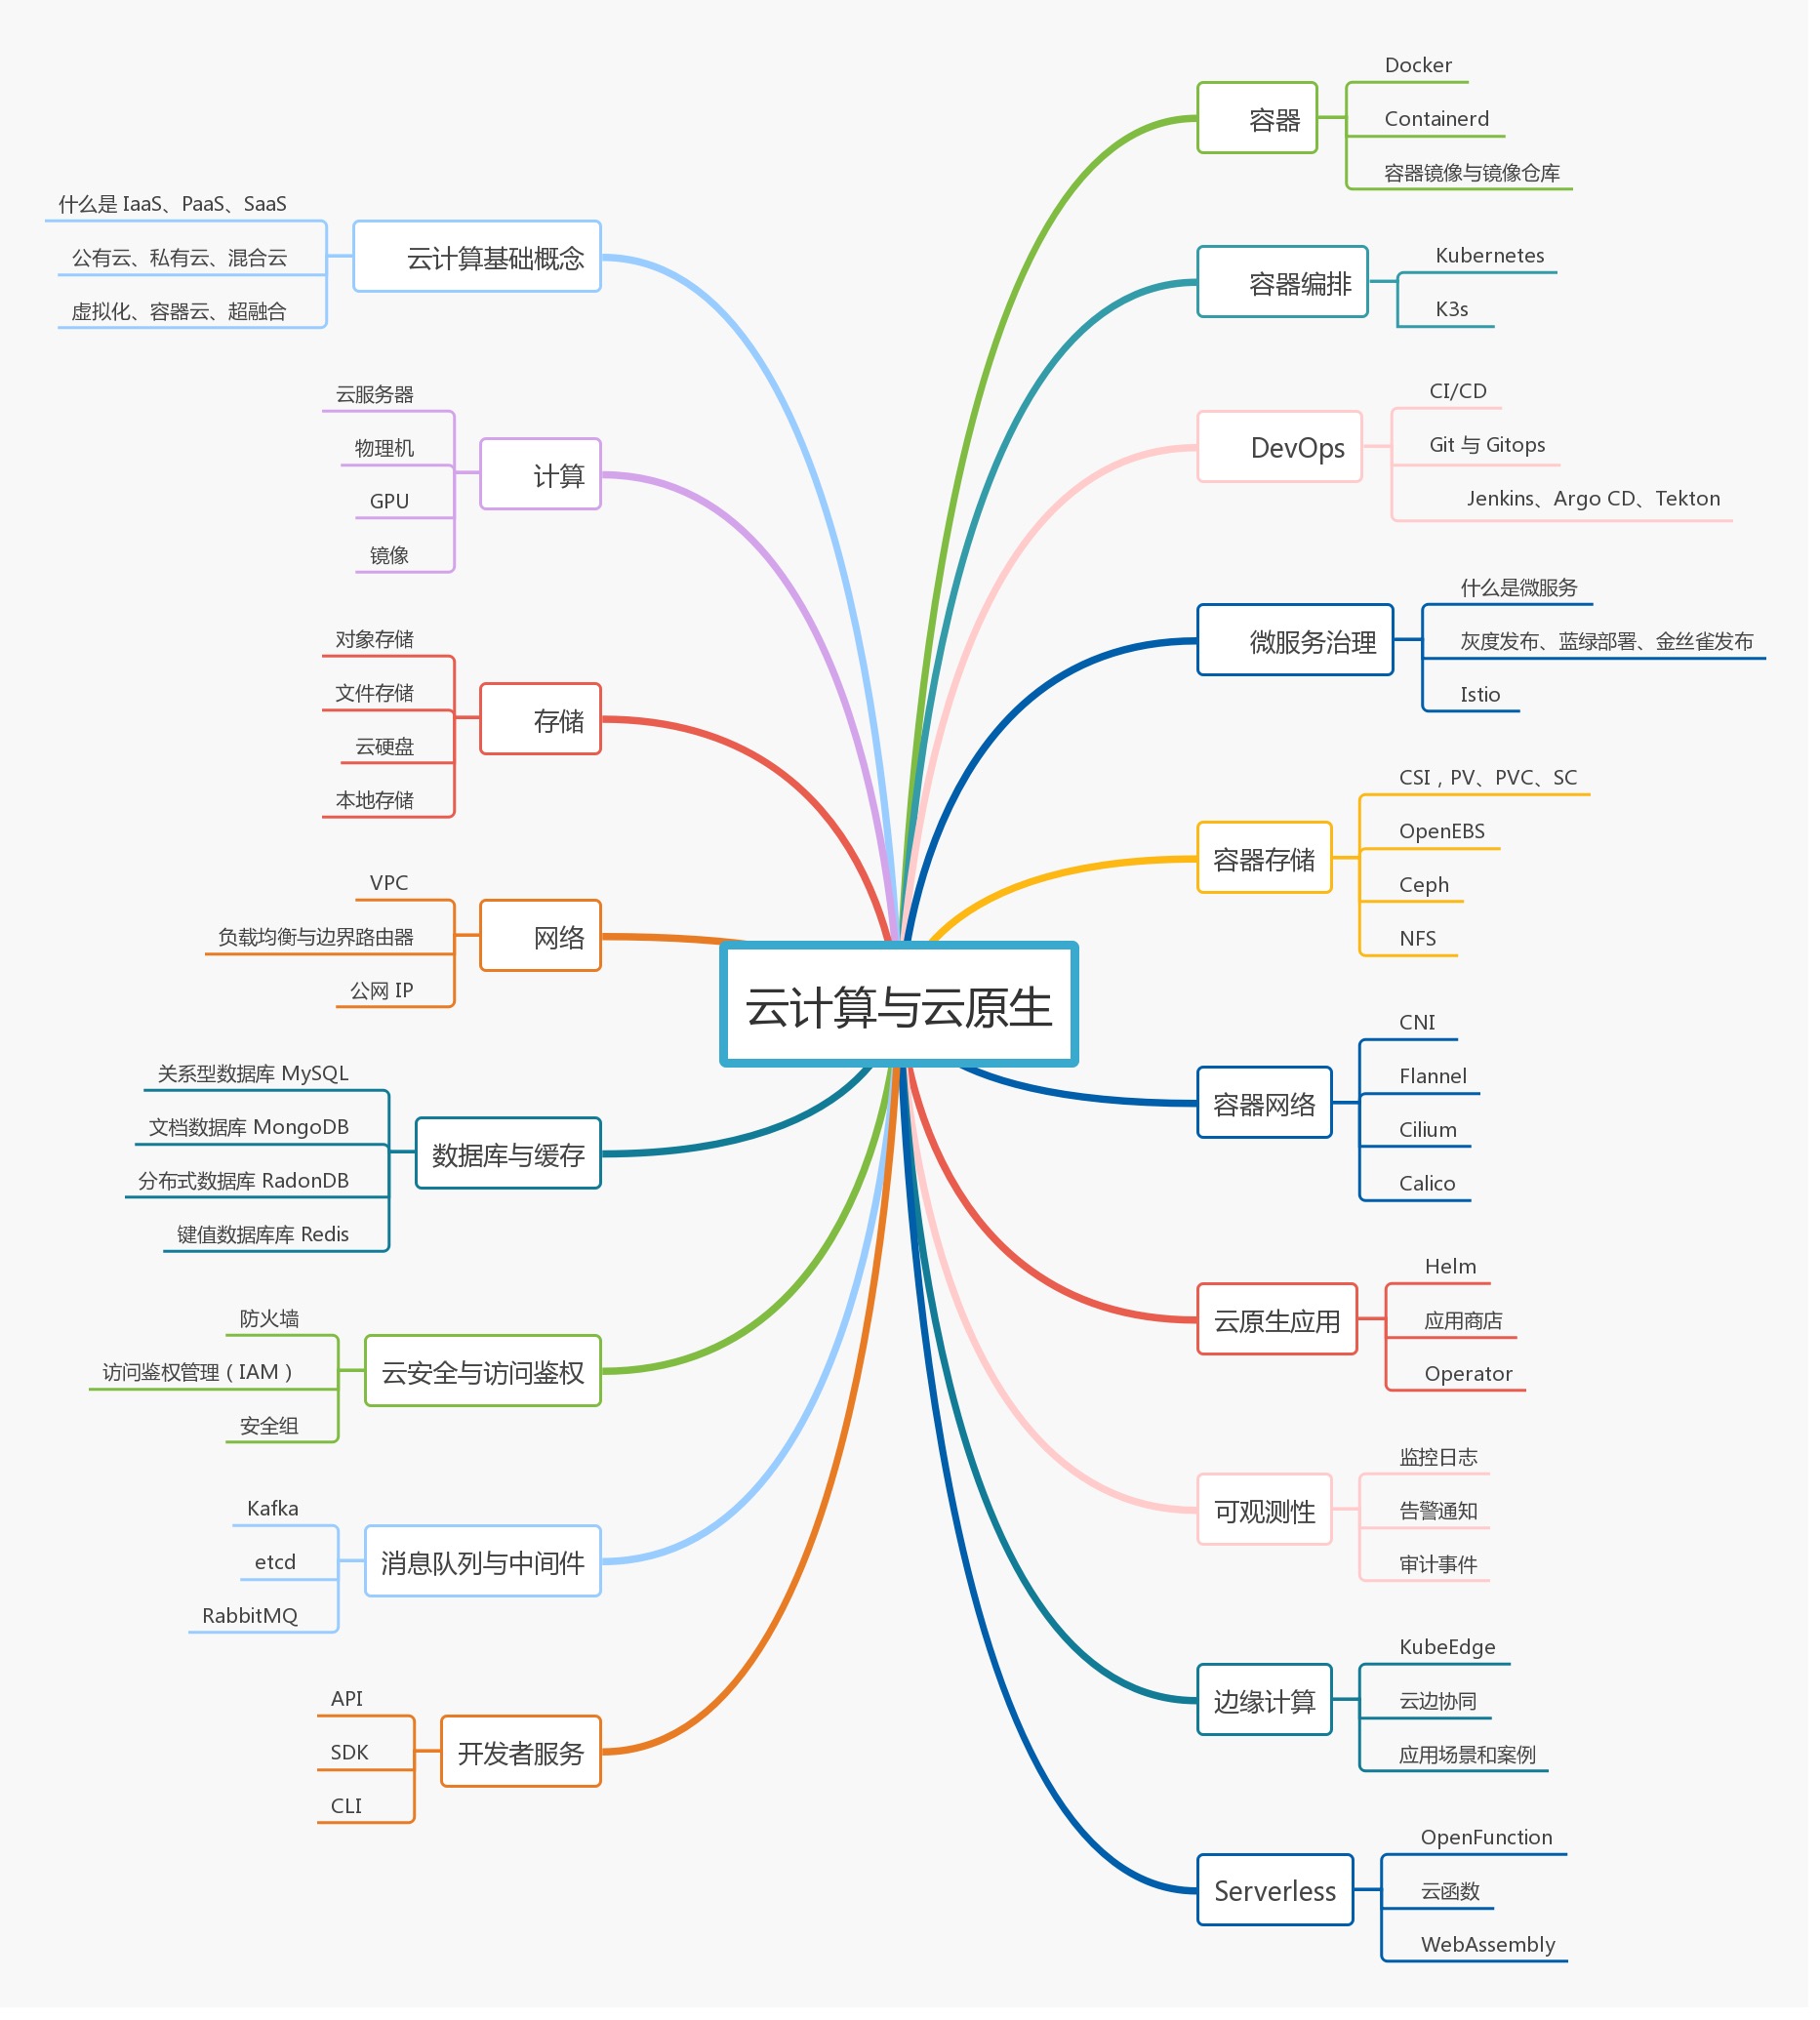 云计算与云原生
云计算基础概念
什么是 IaaS、PaaS、SaaS
公有云、私有云、混合云
虚拟化、容器云、超融合
计算
云服务器
物理机
GPU
镜像
存储
对象存储
文件存储
云硬盘
本地存储
网络
VPC
负载均衡与边界路由器
公网 IP
数据库与缓存
关系型数据库 MySQL
文档数据库 MongoDB
分布式数据库 RadonDB
键值数据库库 Redis
云安全与访问鉴权
防火墙
访问鉴权管理（IAM）
安全组
消息队列与中间件
Kafka
etcd
RabbitMQ
开发者服务
API
SDK
CLI
容器
Docker
Containerd
容器镜像与镜像仓库
容器编排
Kubernetes
K3s
DevOps
CI/CD
Git 与 Gitops
Jenkins、Argo CD、Tekton
微服务治理
什么是微服务
灰度发布、蓝绿部署、金丝雀发布
Istio
容器存储
CSI，PV、PVC、SC
OpenEBS
Ceph
NFS
容器网络
CNI
Flannel
Cilium
Calico
云原生应用
Helm
应用商店
Operator
可观测性
监控日志
告警通知
审计事件
边缘计算
KubeEdge
云边协同
应用场景和案例
Serverless
OpenFunction
云函数
WebAssembly